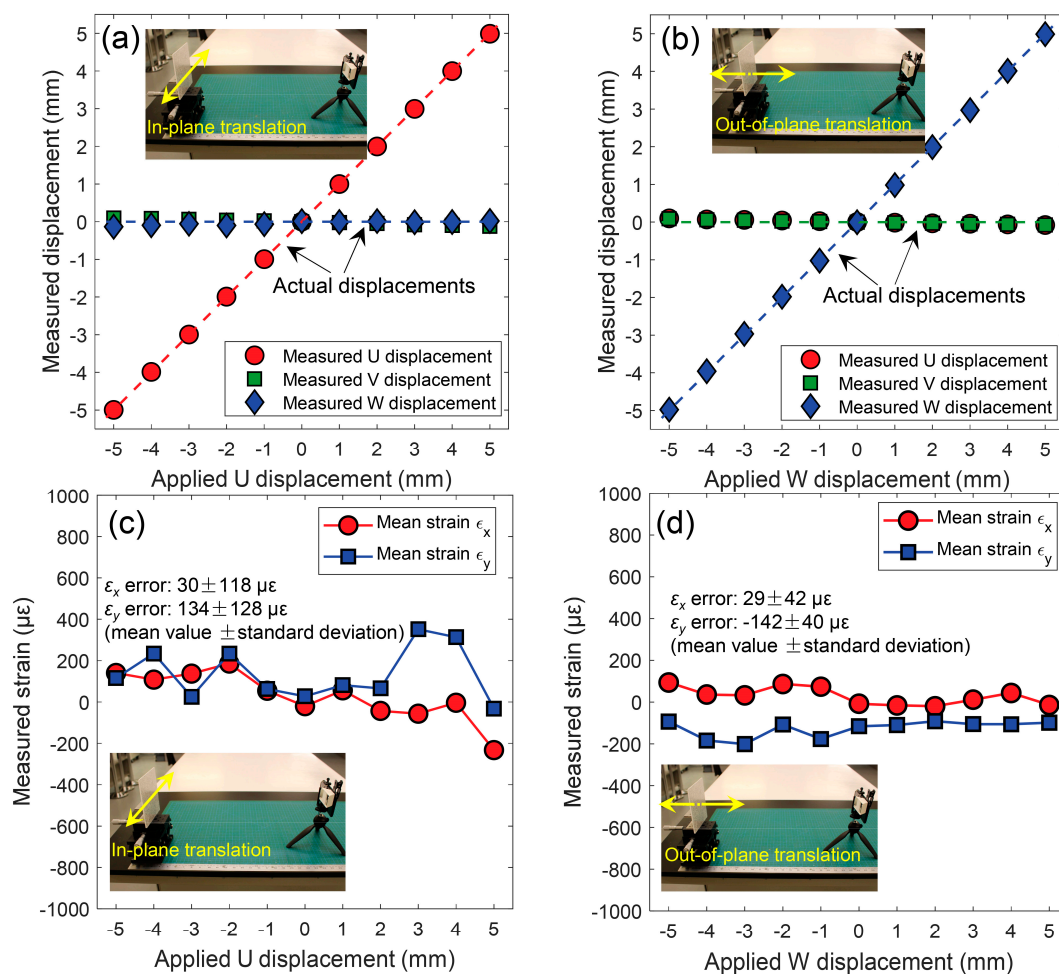 (a)
In-plane translation
Actual displacements
Measured U displacement
Measured V displacement
Measured W displacement
5
4
3
2
1
0
-1
-2
-3
-4
-5
Measured displacement (mm)
-5 -4 -3 -2 -1 0 1 2 3 4 5
Applied U displacement (mm)
(b)
Out-of-plane translation
Actual displacements
Measured U displacement
Measured V displacement
Measured W displacement
5
4
3
2
1
0
-1
-2
-3
-4
-5
Measured displacement (mm)
-5 -4 -3 -2 -1 0 1 2 3 4 5
Applied W displacement (mm)
(c)
Mean strain ϵx
Mean strain ϵy
εx error: 30±118 με
εy error: 134±128 με
(mean value ±standard deviation)
In-plane translation
1000
800
600
400
200
0
-200
-400
-600
-800
-1000
Measured strain (με)
-5 -4 -3 -2 -1 0 1 2 3 4 5
Applied U displacement (mm)
(d)
Mean strain ϵx
Mean strain ϵy
εx error: 29±42 με
εy error: -142±40 με
(mean value ±standard deviation)
Out-of-plane translation
1000
800
600
400
200
0
-200
-400
-600
-800
-1000
Measured strain (με)
-5 -4 -3 -2 -1 0 1 2 3 4 5
Applied W displacement (mm)